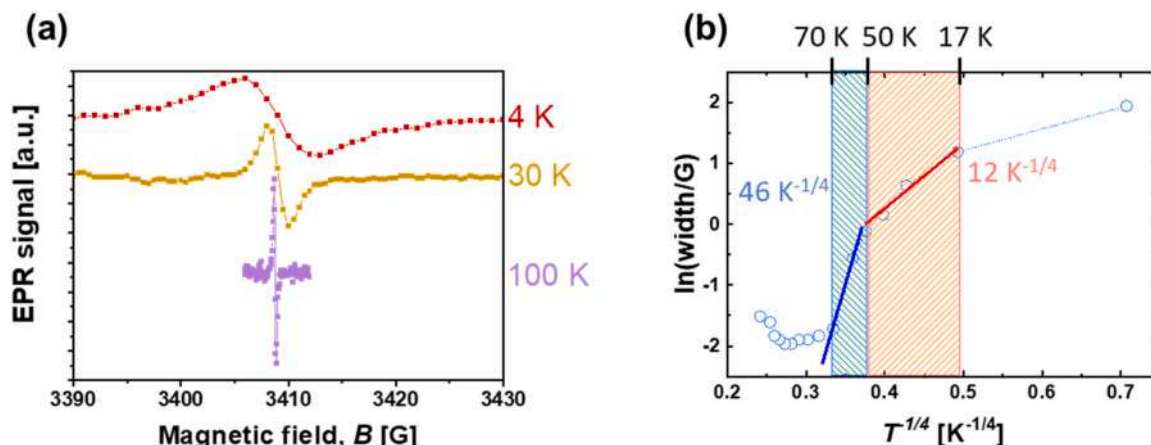 (a)
EPR signal [a.u.]
4 K
30 K
100 K
3390 3400 3410 3420 3430
Magnetic field, B [G]
(b)
70 K 50 K 17 K
ln(width/G)
2
1
0
-1
-2
46 K-1/4
12 K-1/4
0.2 0.3 0.4 0.5 0.6 0.7
T-1/4 [K-1/4]